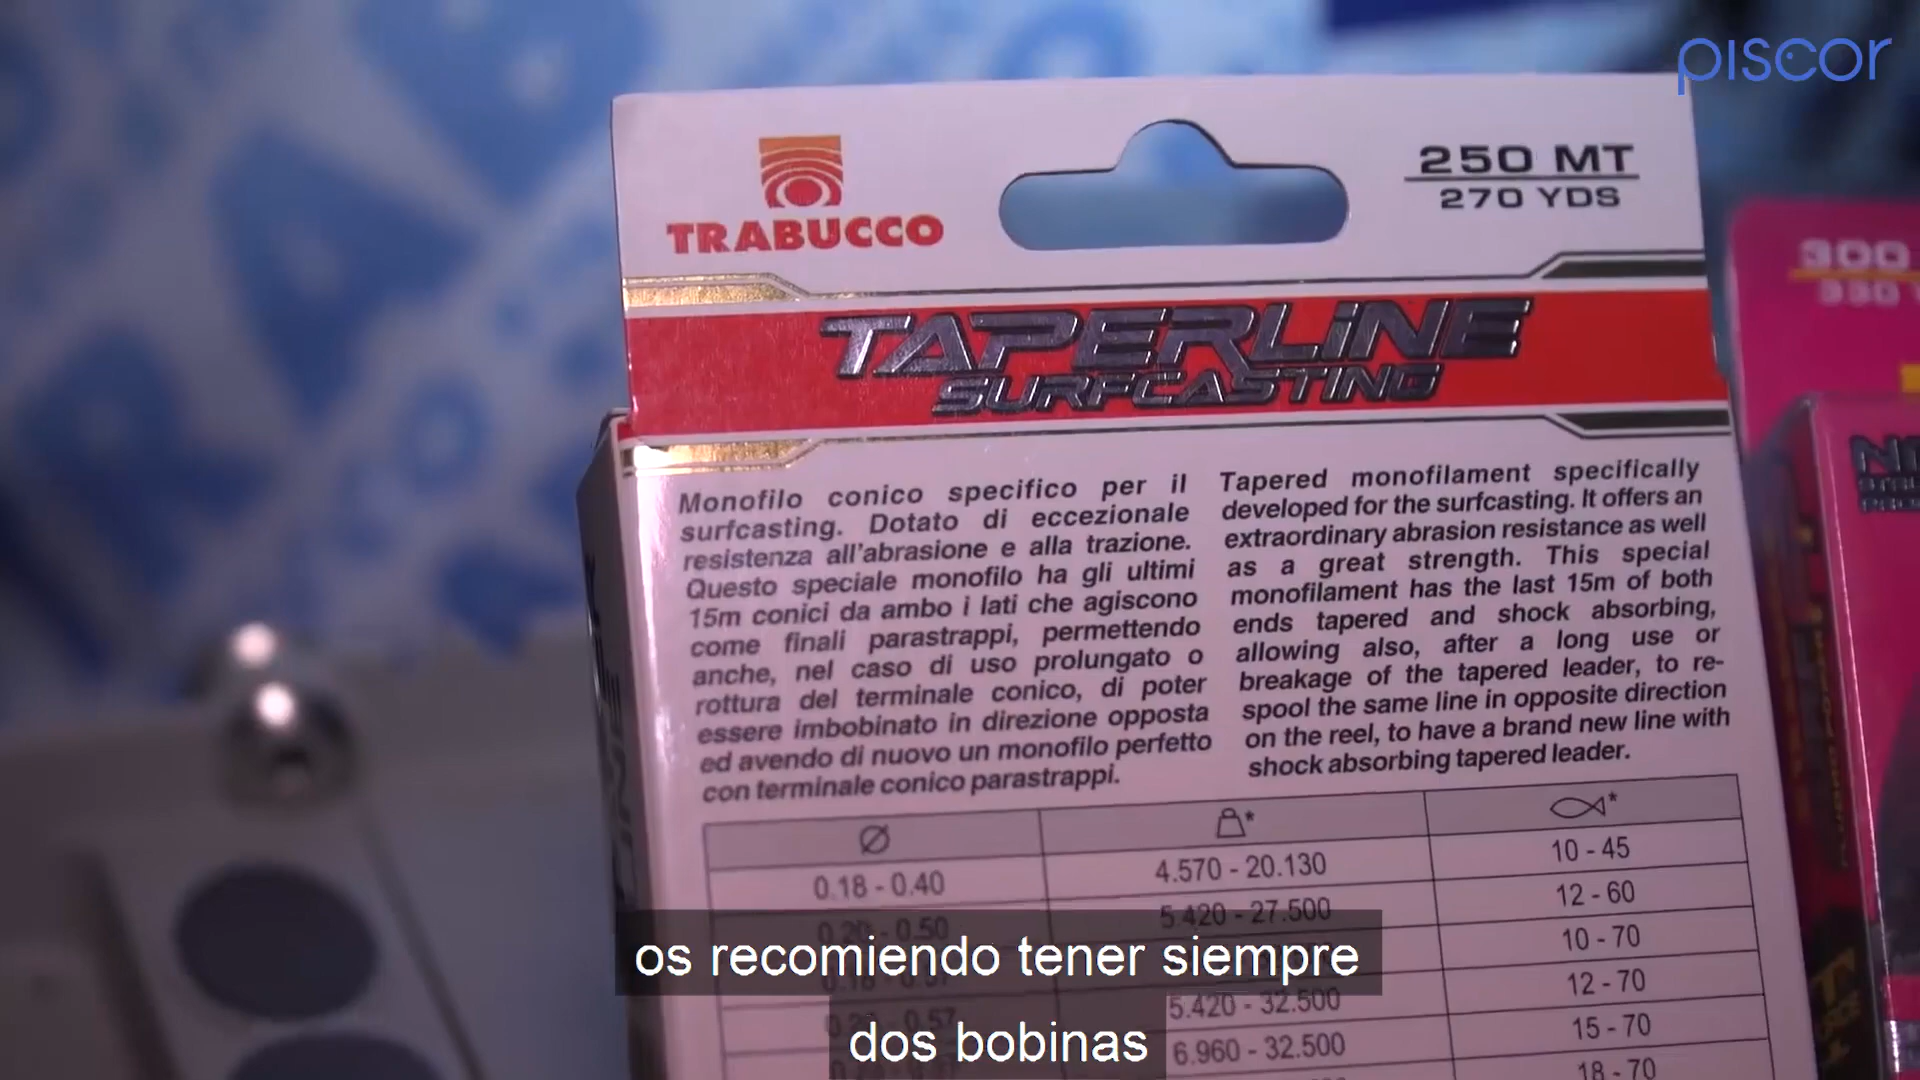 piscor
TRABUCCO
250 MT
270 YDS
TAPERLINE
SURFCASTING
Monofilo conico specifico per il
surfcasting. Dotato di eccezionale
resistenza all'abrasione e alla trazione.
Questo speciale monofilo ha gli ultimi
15m conici da ambo i lati che agiscono
come finali parastrappi, permettendo
anche, nel caso di uso prolungato o
rottura del terminale conico, di poter
essere imbobinato in direzione opposta
ed avendo di nuovo un monofilo perfetto
con terminale conico parastrappi.
Tapered monofilament specifically
developed for the surfcasting. It offers an
extraordinary abrasion resistance as well
as a great strength. This special
monofilament has the last 15m of both
ends tapered and shock absorbing,
allowing also, after a long use or
breakage of the tapered leader, to re-
spool the same line in opposite direction
on the reel, to have a brand new line with
shock absorbing tapered leader.
Ø * *
0.18 - 0.40 4.570 - 20.130 10 - 45
5.420 - 27.500 12 - 60
10 - 70
5.420 - 32.500 12 - 70
6.960 - 32.500 15 - 70
18 - 70
300
330
os recomiendo tener siempre
dos bobinas